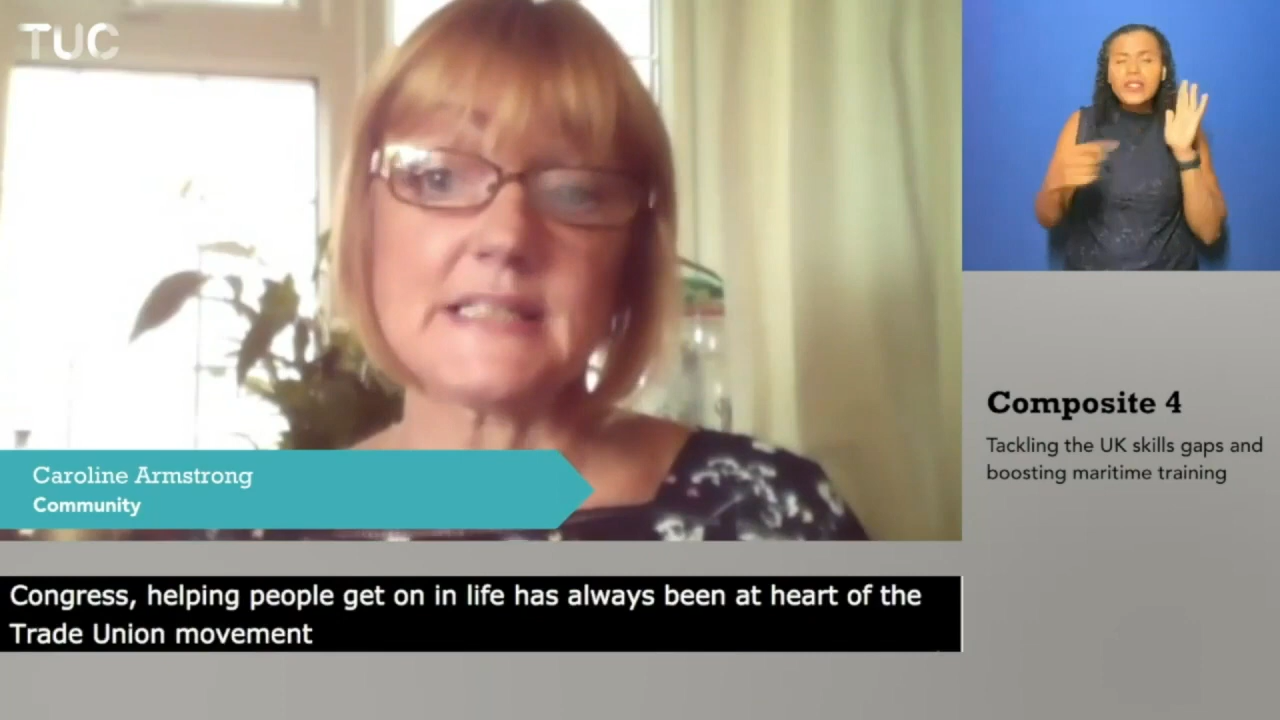 TUC
Caroline Armstrong
Community
Composite 4
Tackling the UK skills gaps and
boosting maritime training
Congress, helping people get on in life has always been at heart of the
Trade Union movement